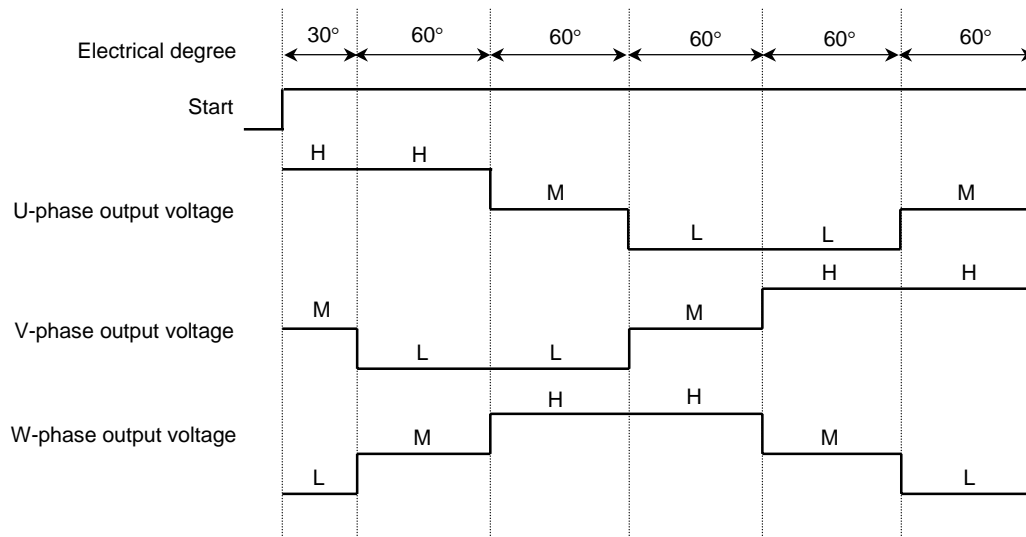 Electrical degree 30° 60° 60° 60° 60° 60°
Start
H H
U-phase output voltage M M
L L
H H
V-phase output voltage M M
L L
H H
W-phase output voltage M M
L L